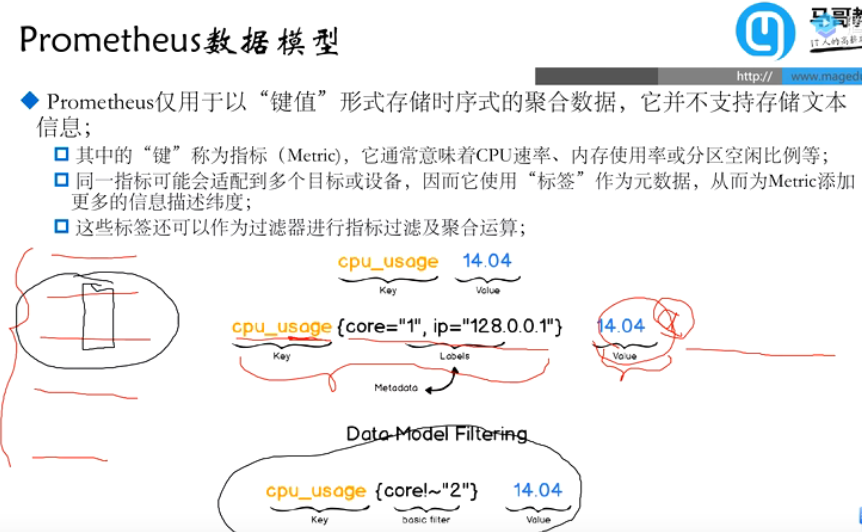 Prometheus数据模型
马哥教
IT人的高薪
http:// www.magedu
Prometheus仅用于以“键值”形式存储时序式的聚合数据，它并不支持存储文本
信息；
其中的“键”称为指标（Metric)，它通常意味着CPU速率、内存使用率或分区空闲比例等；
同一指标可能会适配到多个目标或设备，因而它使用“标签”作为元数据，从而为Metric添加
更多的信息描述纬度；
这些标签还可以作为过滤器进行指标过滤及聚合运算；
cpu_usage 14.04
Key Value
cpu_usage {core="1", ip="128.0.0.1"} 14.04
Key Labels Value
Metadata
Data Model Filtering
cpu_usage {core!~"2"} 14.04
Key basic filter Value